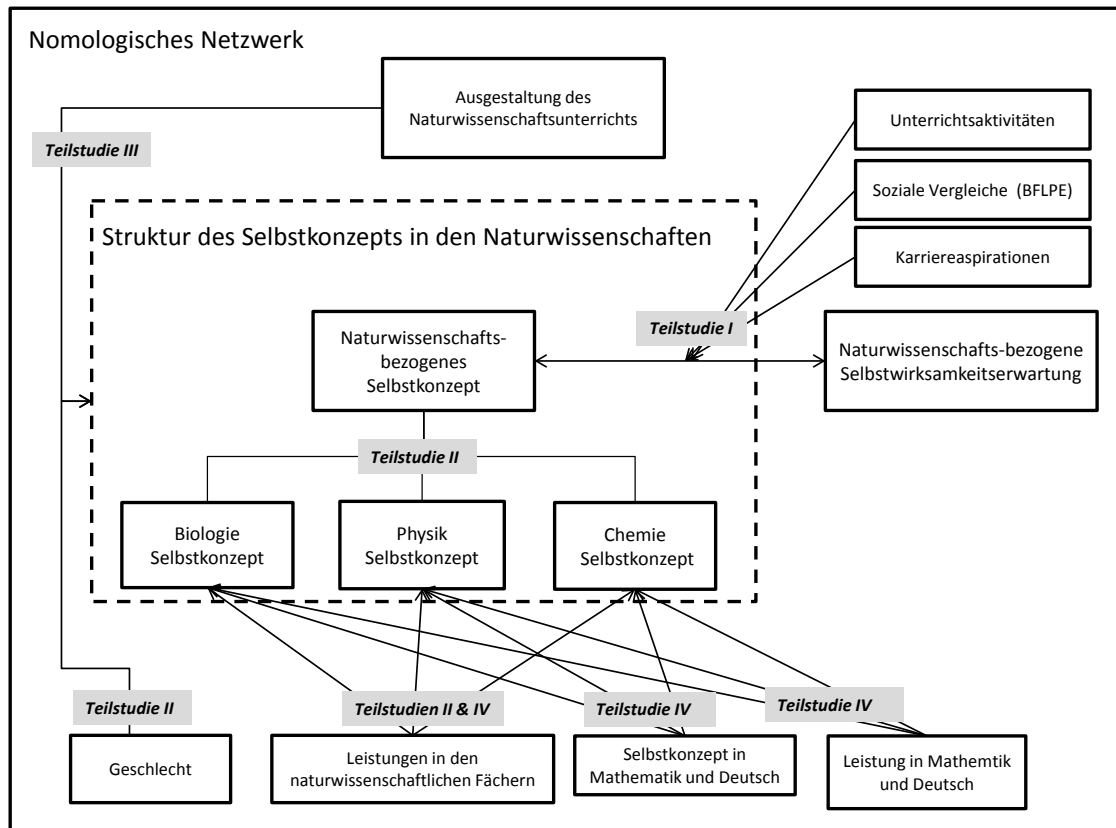 Nomologisches Netzwerk
Ausgestaltung des
Naturwissenschaftsunterrichts
Unterrichtsaktivitäten
Teilstudie III
Soziale Vergleiche (BFLPE)
Struktur des Selbstkonzepts in den Naturwissenschaften
Karriereaspirationen
Teilstudie I
Naturwissenschafts-
bezogenes
Selbstkonzept
Naturwissenschafts-bezogene
Selbstwirksamkeitserwartung
Teilstudie II
Biologie
Selbstkonzept
Physik
Selbstkonzept
Chemie
Selbstkonzept
Teilstudie II
Teilstudien II & IV
Teilstudie IV
Teilstudie IV
Geschlecht
Leistungen in den
naturwissenschaftlichen Fächern
Selbstkonzept in
Mathematik und Deutsch
Leistung in Mathemtik
und Deutsch